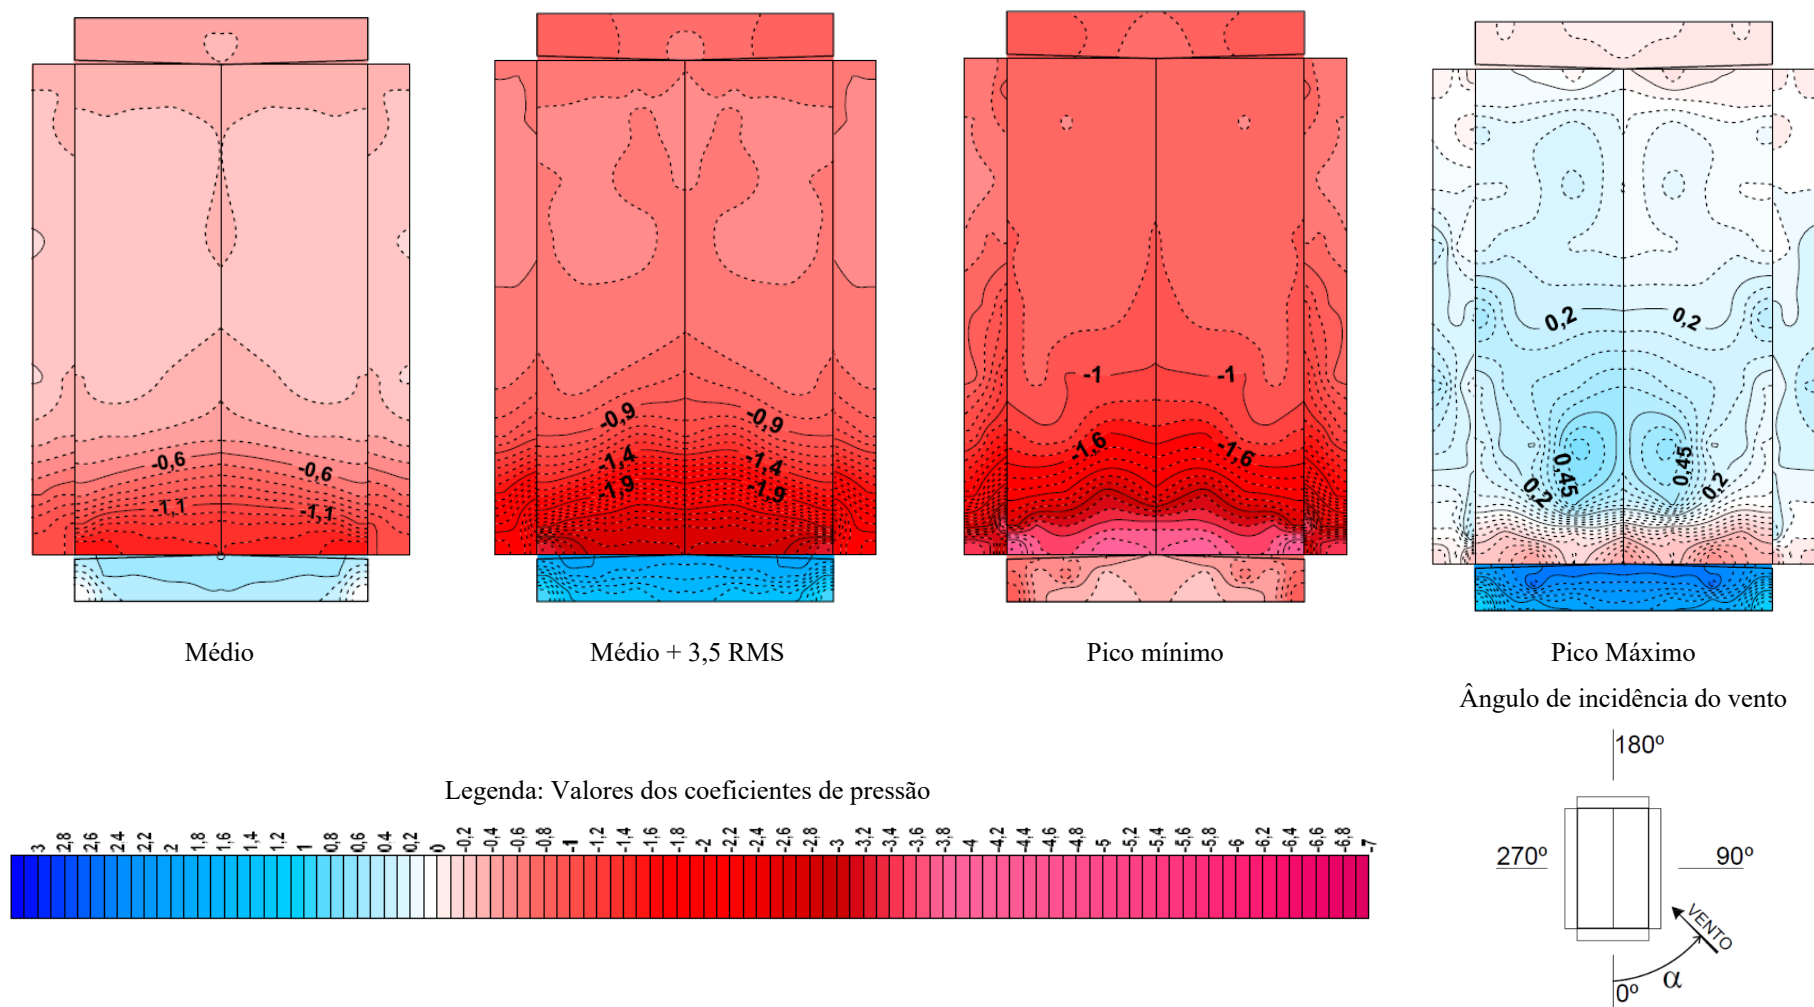 -0,6
-0,6
-1,1
-1,1
-0,9
-0,9
-1,4
-1,4
-1,9
-1,9
-1
-1
-1,6
-1,6
0,2
0,2
0,45
0,45
0,2
0,2
Médio
Médio + 3,5 RMS
Pico mínimo
Pico Máximo
Ângulo de incidência do vento
180º
270º
90º
VENTO
α
0º
Legenda: Valores dos coeficientes de pressão
3 2,8 2,6 2,4 2,2 2 1,8 1,6 1,4 1,2 1 0,8 0,6 0,4 0,2 0 -0,2 -0,4 -0,6 -0,8 -1 -1,2 -1,4 -1,6 -1,8 -2 -2,2 -2,4 -2,6 -2,8 -3 -3,2 -3,4 -3,6 -3,8 -4 -4,2 -4,4 -4,6 -4,8 -5 -5,2 -5,4 -5,6 -5,8 -6 -6,2 -6,4 -6,6 -6,8 -7